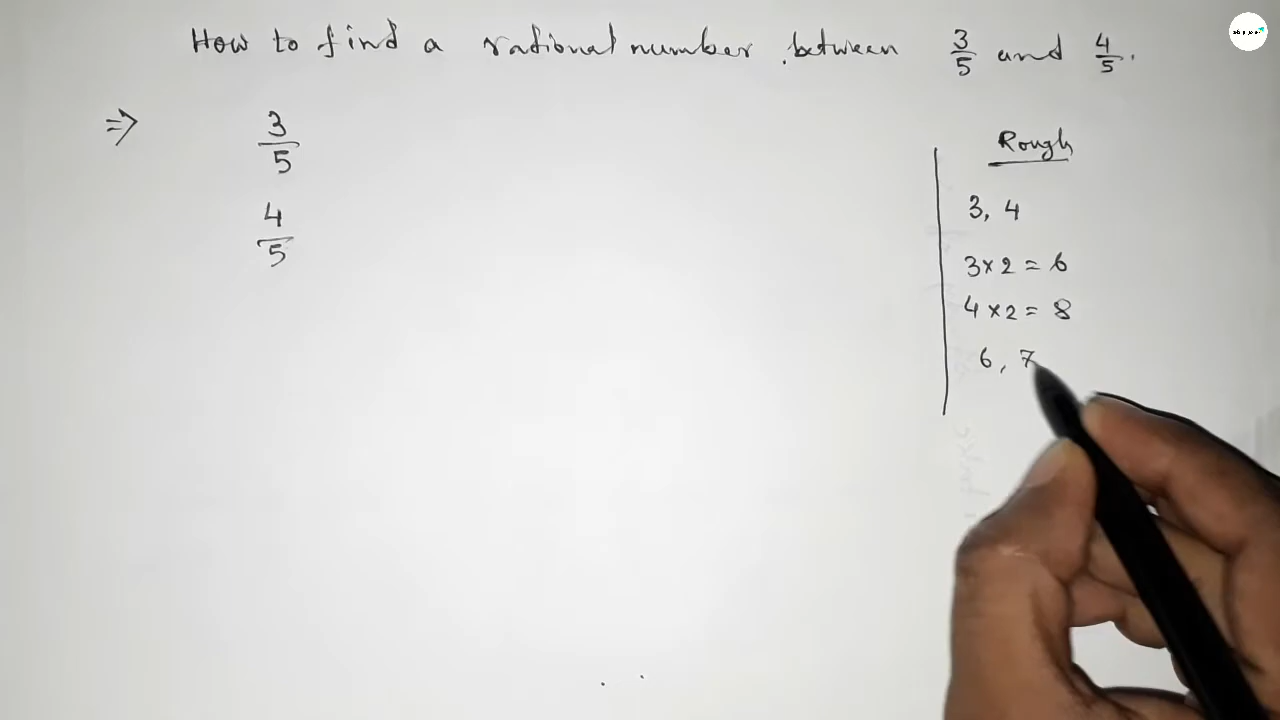 How to find a rational number between 3/5 and 4/5.
⇒ 3/5
4/5
Rough
3, 4
3×2 = 6
4×2 = 8
6, 7